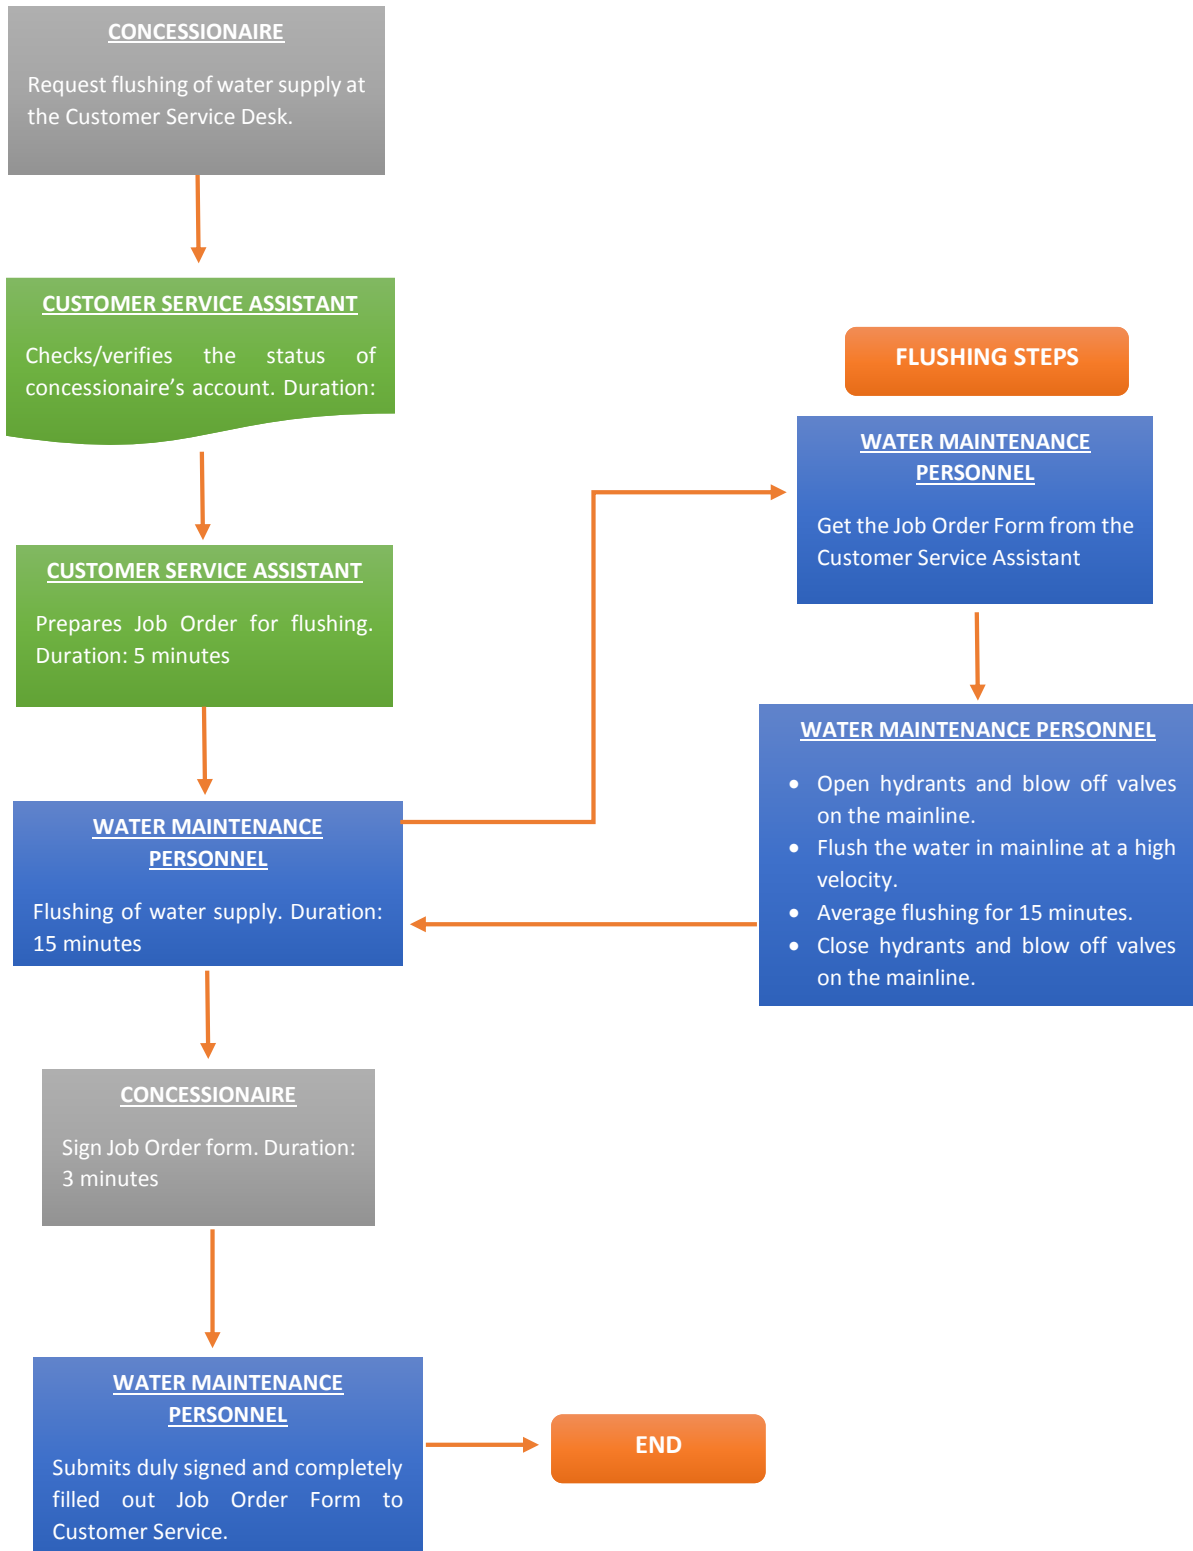 CONCESSIONAIRE
Request flushing of water supply at
the Customer Service Desk.
CUSTOMER SERVICE ASSISTANT
Checks/verifies the status of
concessionaire’s account. Duration:
CUSTOMER SERVICE ASSISTANT
Prepares Job Order for flushing.
Duration: 5 minutes
WATER MAINTENANCE
PERSONNEL
Flushing of water supply. Duration:
15 minutes
FLUSHING STEPS
WATER MAINTENANCE
PERSONNEL
Get the Job Order Form from the
Customer Service Assistant
WATER MAINTENANCE PERSONNEL
• Open hydrants and blow off valves
on the mainline.
• Flush the water in mainline at a high
velocity.
• Average flushing for 15 minutes.
• Close hydrants and blow off valves
on the mainline.
CONCESSIONAIRE
Sign Job Order form. Duration:
3 minutes
WATER MAINTENANCE
PERSONNEL
Submits duly signed and completely
filled out Job Order Form to
Customer Service.
END